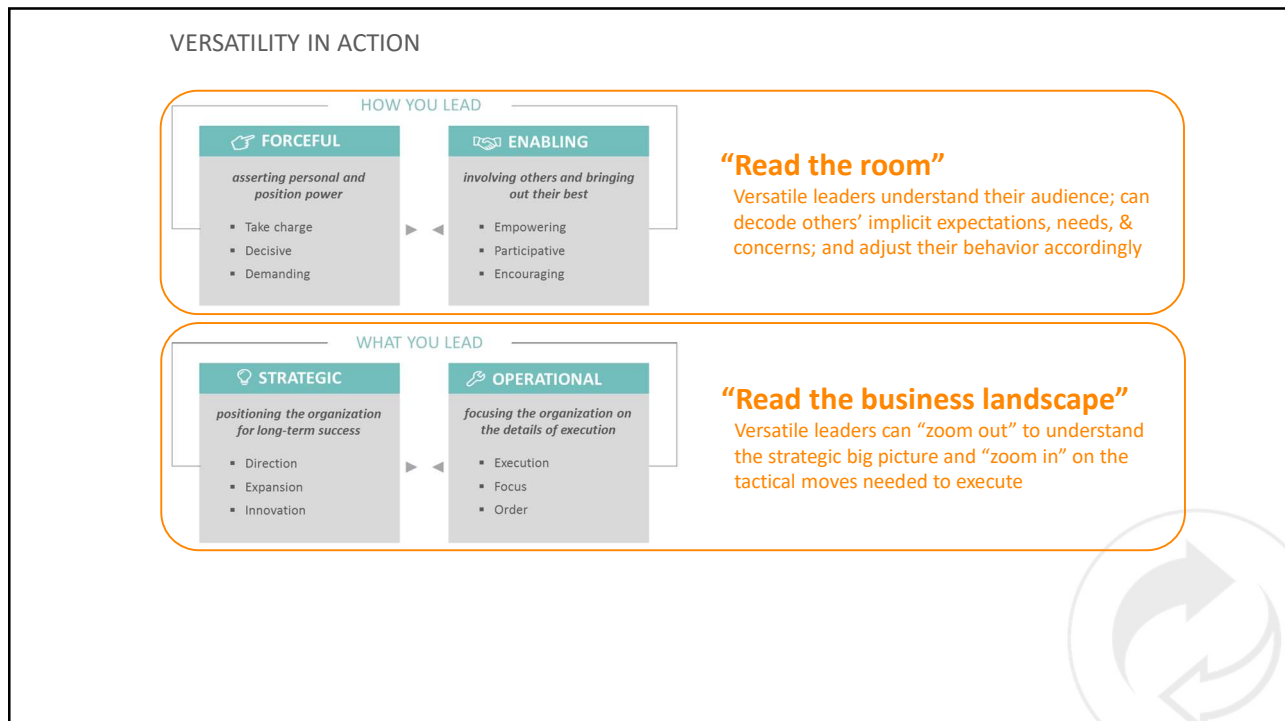 VERSATILITY IN ACTION
HOW YOU LEAD
FORCEFUL
asserting personal and
position power
▪ Take charge
▪ Decisive
▪ Demanding
ENABLING
involving others and bringing
out their best
▪ Empowering
▪ Participative
▪ Encouraging
“Read the room”
Versatile leaders understand their audience; can
decode others’ implicit expectations, needs, &
concerns; and adjust their behavior accordingly
WHAT YOU LEAD
STRATEGIC
positioning the organization
for long-term success
▪ Direction
▪ Expansion
▪ Innovation
OPERATIONAL
focusing the organization on
the details of execution
▪ Execution
▪ Focus
▪ Order
“Read the business landscape”
Versatile leaders can “zoom out” to understand
the strategic big picture and “zoom in” on the
tactical moves needed to execute